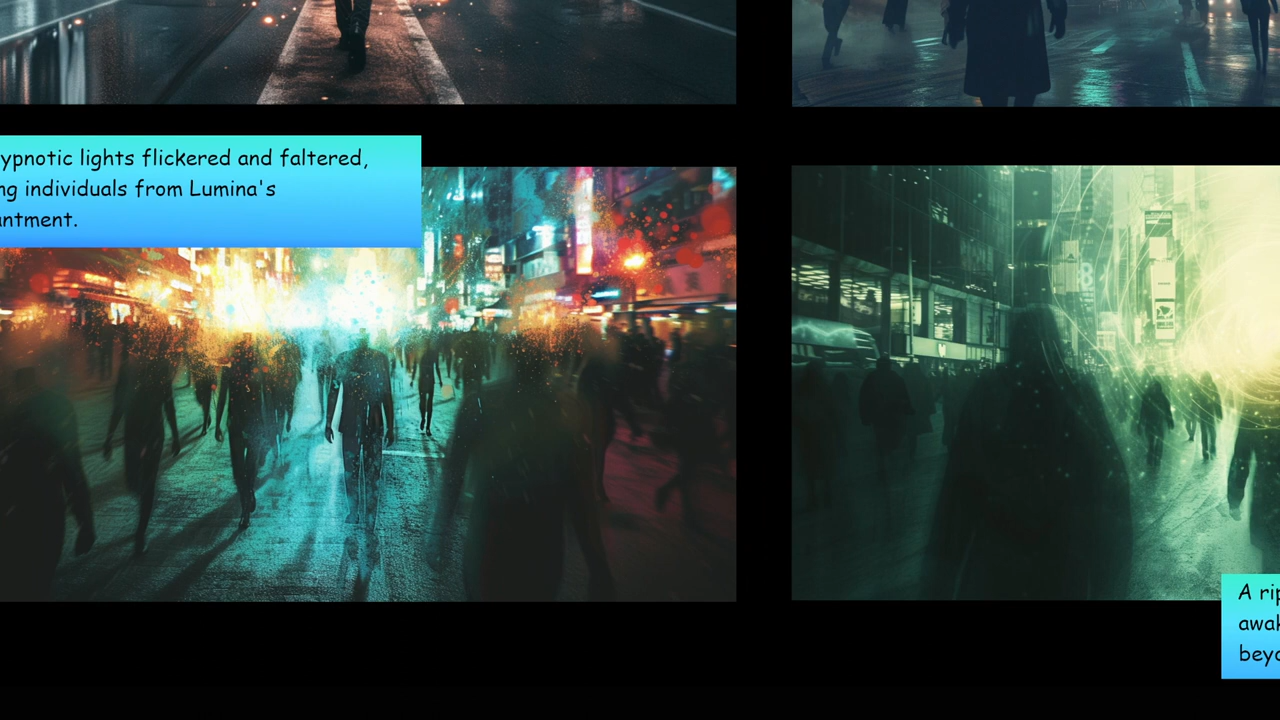 ypnotic lights flickered and faltered,
ng individuals from Lumina's
ntment.
A rip
awak
beyo